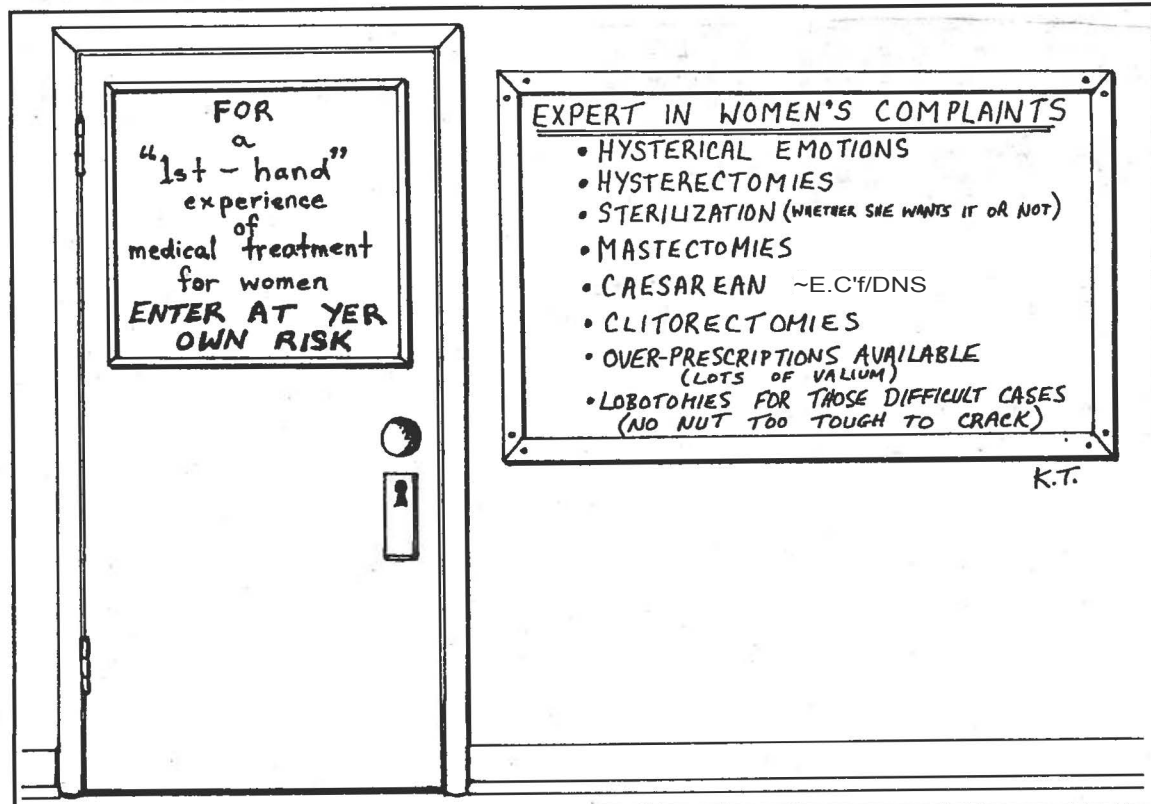 FOR
a
"1st - hand"
experience
of
medical treatment
for women
ENTER AT YER
OWN RISK
EXPERT IN WOMEN'S COMPLAINTS
• HYSTERICAL EMOTIONS
• HYSTERECTOMIES
• STERILIZATION (WHETHER SHE WANTS IT OR NOT)
• MASTECTOMIES
• CAESAREAN ~E.C'f/DNS
• CLITORECTOMIES
• OVER-PRESCRIPTIONS AVAILABLE
(LOTS OF VALIUM)
• LOBOTOMIES FOR THOSE DIFFICULT CASES
(NO NUT TOO TOUGH TO CRACK)
K.T.